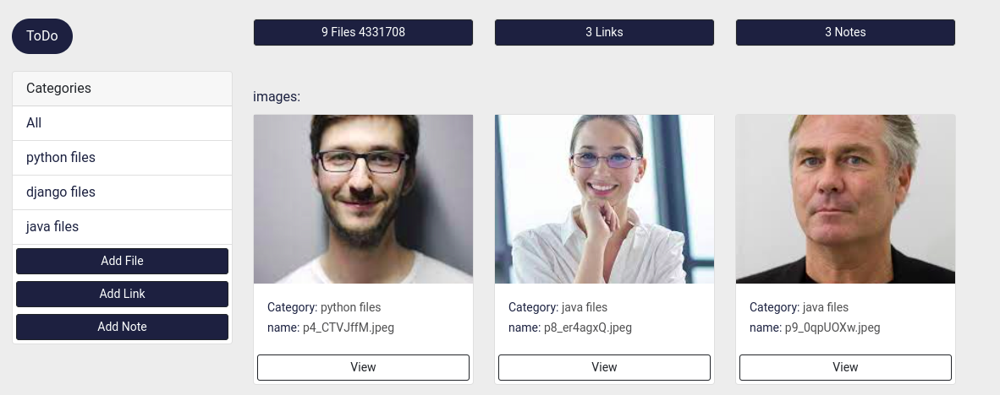 ToDo
9 Files 4331708
3 Links
3 Notes
Categories
All
python files
django files
java files
Add File
Add Link
Add Note
images:
Category: python files
name: p4_CTVJffM.jpeg
View
Category: java files
name: p8_er4agxQ.jpeg
View
Category: java files
name: p9_0qpUOXw.jpeg
View